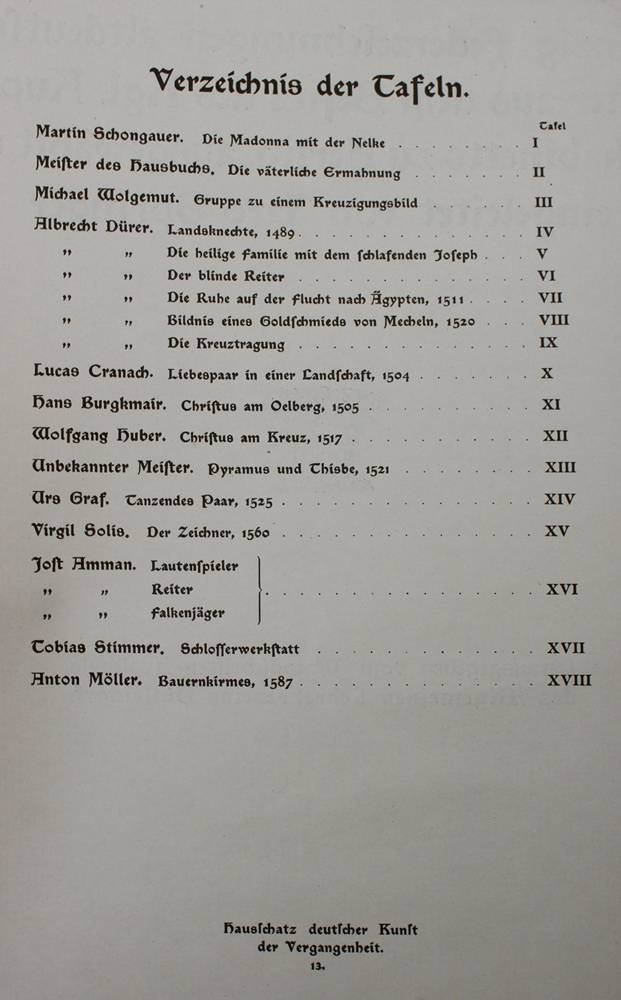 Verzeichnis der Tafeln.
Tafel
Martin Schongauer. Die Madonna mit der Nelke . . . . . . . . I
Meiſter des Hausbuchs. Die väterliche Ermahnung . . . . . . . II
Michael Wolgemut. Gruppe zu einem Kreuzigungsbild . . . . . . III
Albrecht Dürer. Landsknechte, 1489 . . . . . . . . . . . . . IV
„ „ Die heilige Familie mit dem ſchlafenden Joſeph . . . V
„ „ Der blinde Reiter . . . . . . . . . . . . . VI
„ „ Die Ruhe auf der Flucht nach Ägypten, 1511 . . . . VII
„ „ Bildnis eines Goldſchmieds von Mecheln, 1520 . . . VIII
„ „ Die Kreuztragung . . . . . . . . . . . . . IX
Lucas Cranach. Liebespaar in einer Landſchaft, 1504 . . . . . . . X
Hans Burgkmair. Chriſtus am Oelberg, 1505 . . . . . . . . . . XI
Wolfgang Huber. Chriſtus am Kreuz, 1517 . . . . . . . . . . . XII
Unbekannter Meiſter. Pyramus und Thisbe, 1521 . . . . . . . . XIII
Urs Graf. Tanzendes Paar, 1525 . . . . . . . . . . . . . . . XIV
Virgil Solis. Der Zeichner, 1560 . . . . . . . . . . . . . . . XV
Joſt Amman. Lautenſpieler
„ „ Reiter . . . . . . . . . . . . . . . . XVI
„ „ Falkenjäger
Tobias Stimmer. Schloſſerwerkſtatt . . . . . . . . . . . . . XVII
Anton Möller. Bauernkirmes, 1587 . . . . . . . . . . . . . . XVIII
Hausſchatz deutſcher Kunſt
der Vergangenheit.
13.